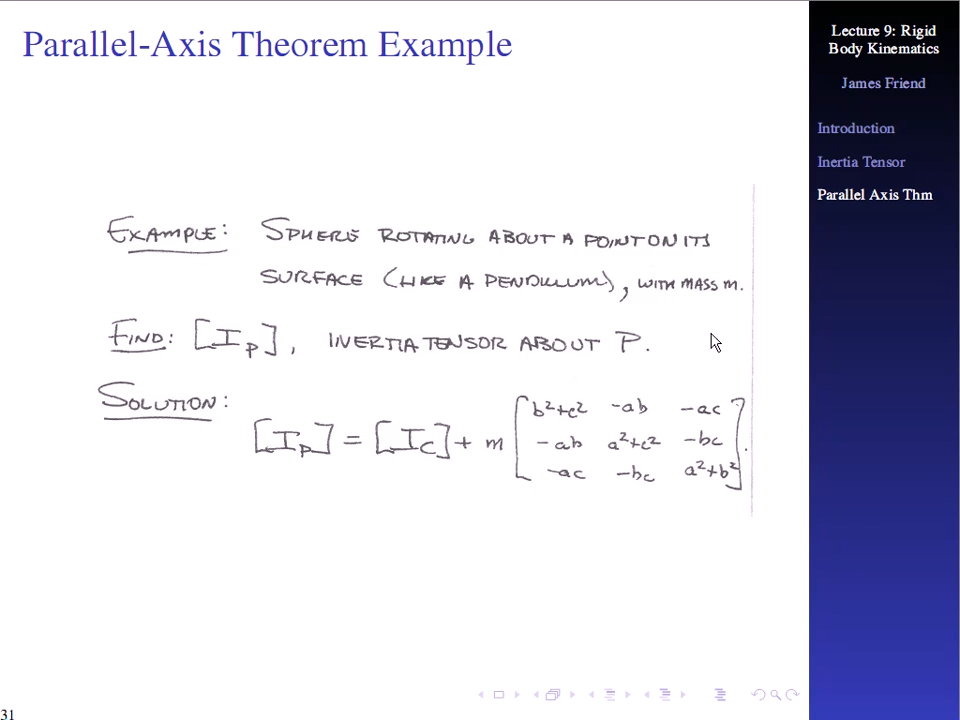 Parallel-Axis Theorem Example
Lecture 9: Rigid
Body Kinematics
James Friend
Introduction
Inertia Tensor
Parallel Axis Thm
EXAMPLE: SPHERE ROTATING ABOUT A POINT ON ITS
SURFACE (LIKE A PENDULUM), WITH MASS m.
FIND: [I_P], INERTIA TENSOR ABOUT P.
SOLUTION:
[I_P] = [I_C] + m [b²+c² -ab -ac
-ab a²+c² -bc
-ac -bc a²+b²].
31